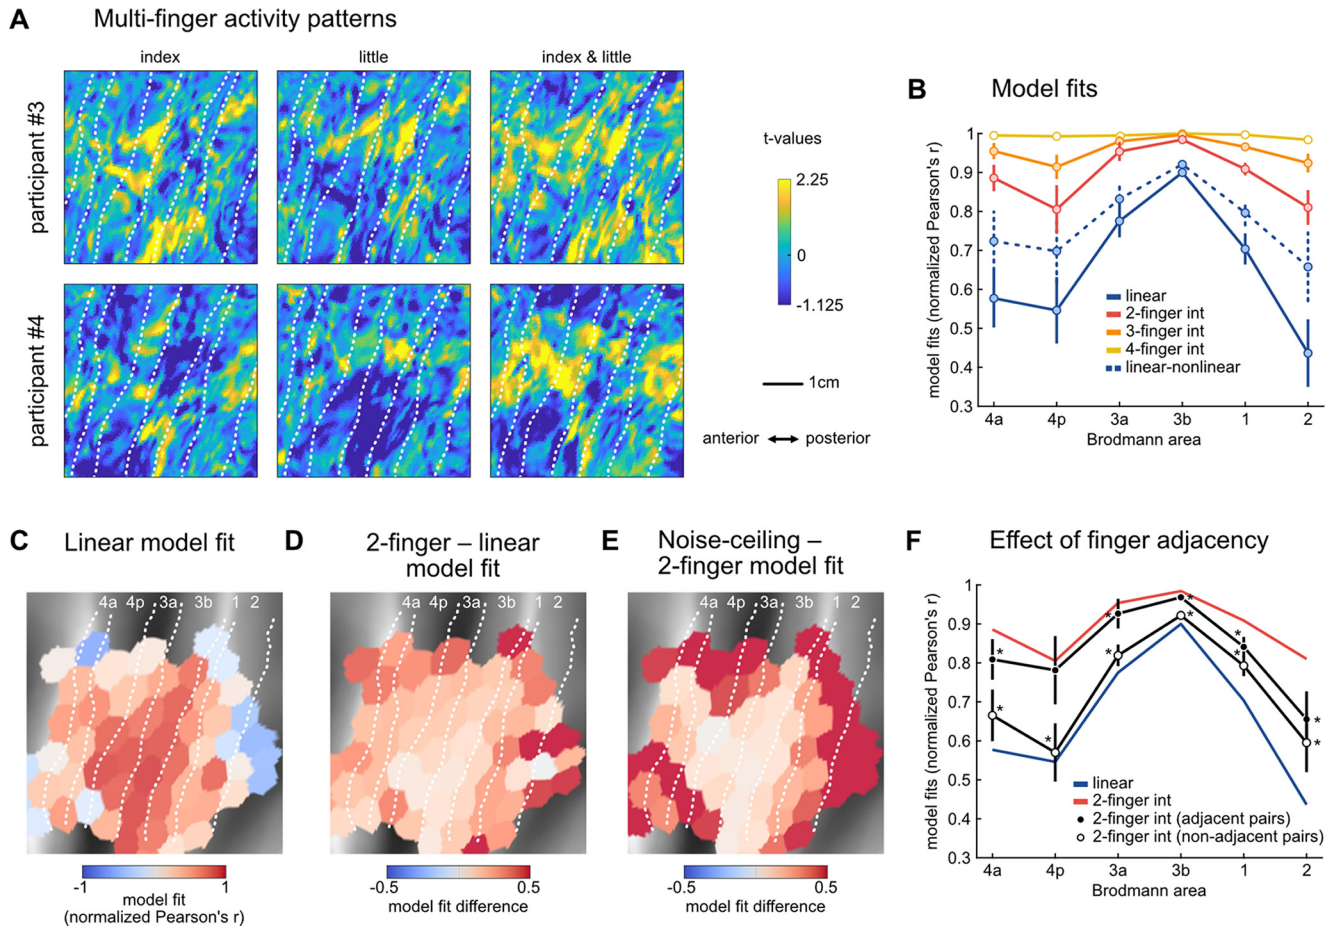 A Multi-finger activity patterns
index little index & little
participant #3
participant #4
t-values
2.25
0
-1.125
1cm
anterior posterior
B Model fits
model fits (normalized Pearson's r)
1
0.9
0.8
0.7
0.6
0.5
0.4
0.3
linear
2-finger int
3-finger int
4-finger int
linear-nonlinear
4a 4p 3a 3b 1 2
Brodmann area
C Linear model fit
4a 4p 3a 3b 1 2
-1 1
model fit
(normalized Pearson's r)
D 2-finger – linear
model fit
4a 4p 3a 3b 1 2
-0.5 0.5
model fit difference
E Noise-ceiling –
2-finger model fit
4a 4p 3a 3b 1 2
-0.5 0.5
model fit difference
F Effect of finger adjacency
model fits (normalized Pearson's r)
1
0.9
0.8
0.7
0.6
0.5
0.4
0.3
* * * * * * * * * *
linear
2-finger int
2-finger int (adjacent pairs)
2-finger int (non-adjacent pairs)
4a 4p 3a 3b 1 2
Brodmann area